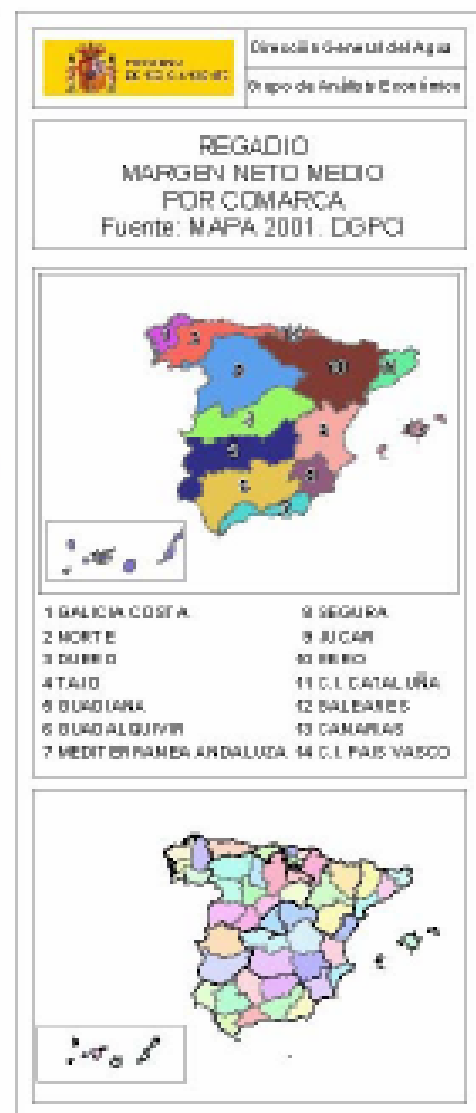 Dirección General del Agua
Grupo de Análisis Económico
REGADIO
MARGEN NETO MEDIO
POR COMARCA
Fuente: MAPA 2001. DGPCI
1 GALICIA COSTA
2 NORTE
3 DUERO
4 TAJO
5 GUADIANA
6 GUADALQUIVIR
7 MEDITERRANEA ANDALUZA
8 SEGURA
9 JUCAR
10 EBRO
11 C.I. CATALUÑA
12 BALEARES
13 CANARIAS
14 C.I. PAIS VASCO